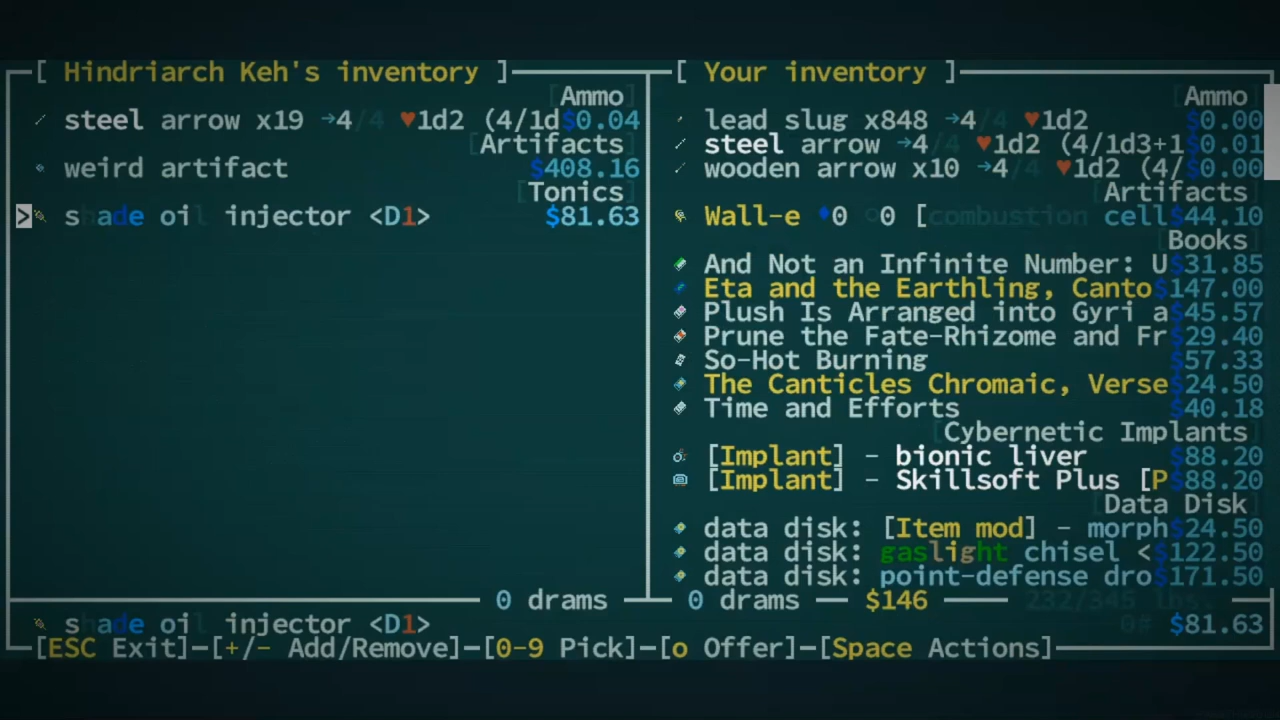 [ Hindriarch Keh's inventory ]
[Ammo]
steel arrow x19 →4/4 ♥1d2 (4/1d$0.04
[Artifacts]
weird artifact $408.16
[Tonics]
> shade oil injector <D1> $81.63
0 drams
[ Your inventory ]
[Ammo]
lead slug x848 →4/4 ♥1d2 $0.00
steel arrow →4/4 ♥1d2 (4/1d3+1$0.01
wooden arrow x10 →4/4 ♥1d2 (4/$0.00
[Artifacts]
Wall-e ♦0 ○0 [combustion cell$44.10
[Books]
And Not an Infinite Number: U$31.85
Eta and the Earthling, Canto$147.00
Plush Is Arranged into Gyri a$45.57
Prune the Fate-Rhizome and Fr$29.40
So-Hot Burning $57.33
The Canticles Chromaic, Verse$24.50
Time and Efforts $40.18
[Cybernetic Implants]
[Implant] - bionic liver $88.20
[Implant] - Skillsoft Plus [P$88.20
[Data Disk]
data disk: [Item mod] - morph$24.50
data disk: gaslight chisel <$122.50
data disk: point-defense dro$171.50
0 drams — $146 — 232/345 lbs.
shade oil injector <D1> 0# $81.63
[ESC Exit]-[+/- Add/Remove]-[0-9 Pick]-[o Offer]-[Space Actions]